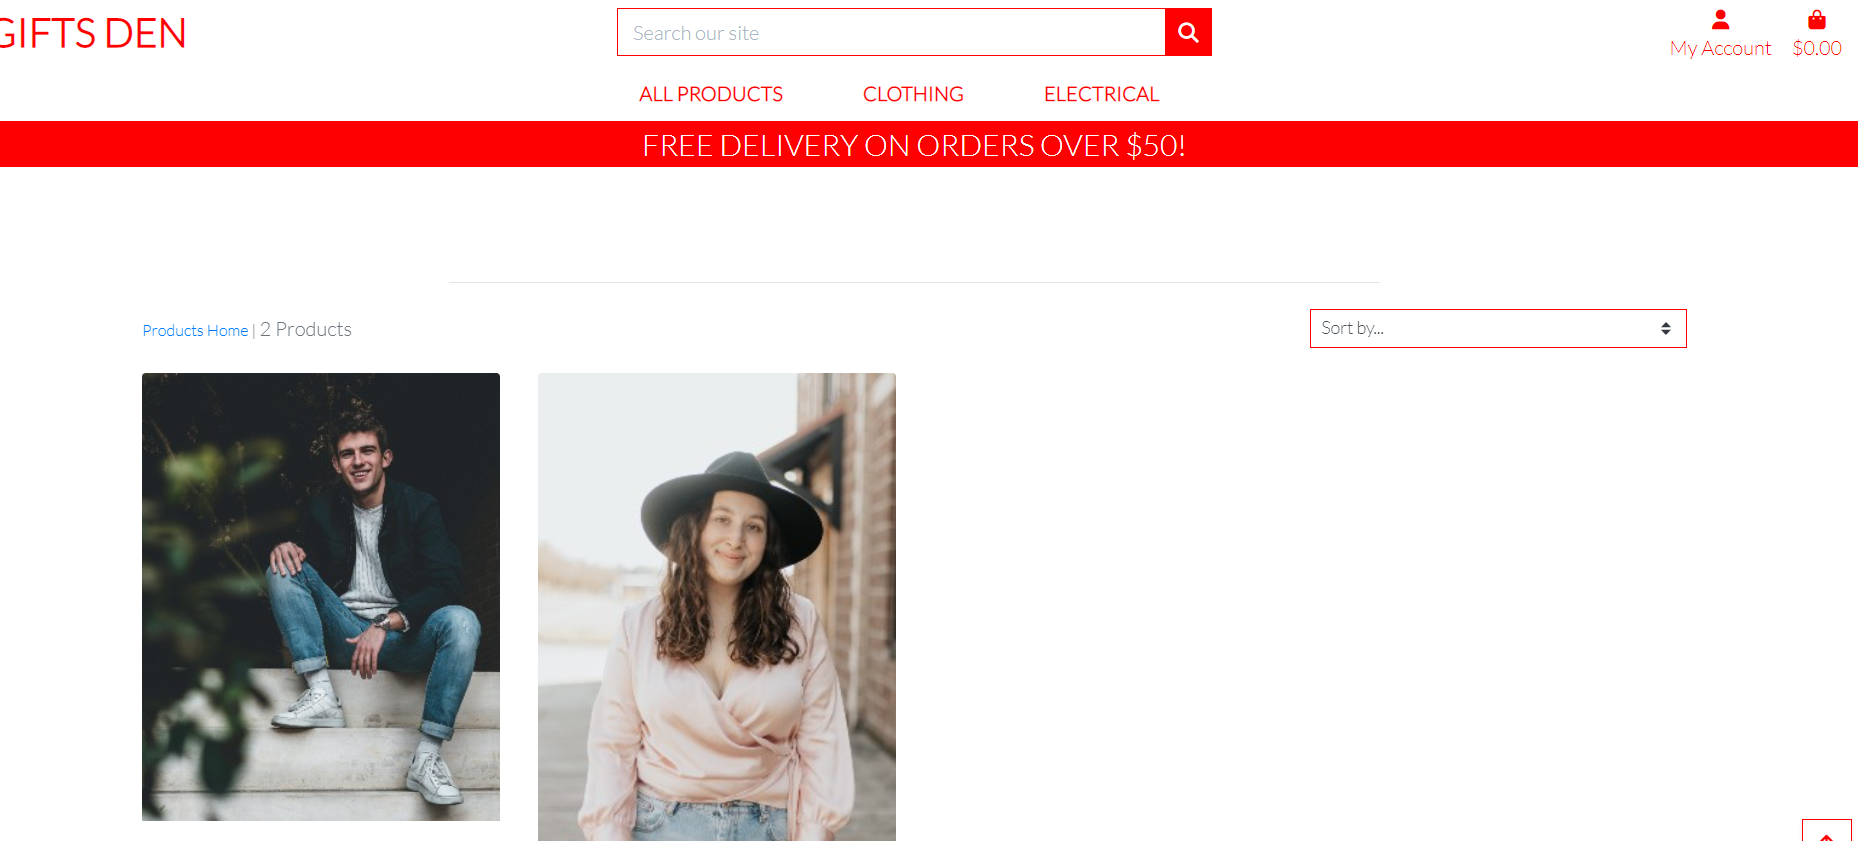 GIFTS DEN
Search our site
My Account
$0.00
ALL PRODUCTS
CLOTHING
ELECTRICAL
FREE DELIVERY ON ORDERS OVER $50!
Products Home | 2 Products
Sort by...